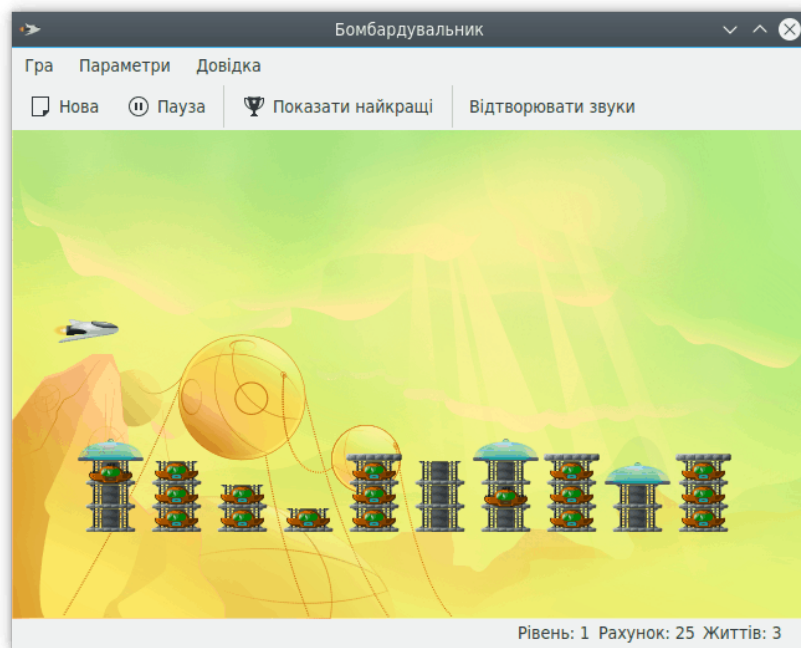 Бомбардувальник
Гра Параметри Довідка
Нова Пауза Показати найкращі Відтворювати звуки
Рівень: 1 Рахунок: 25 Життів: 3